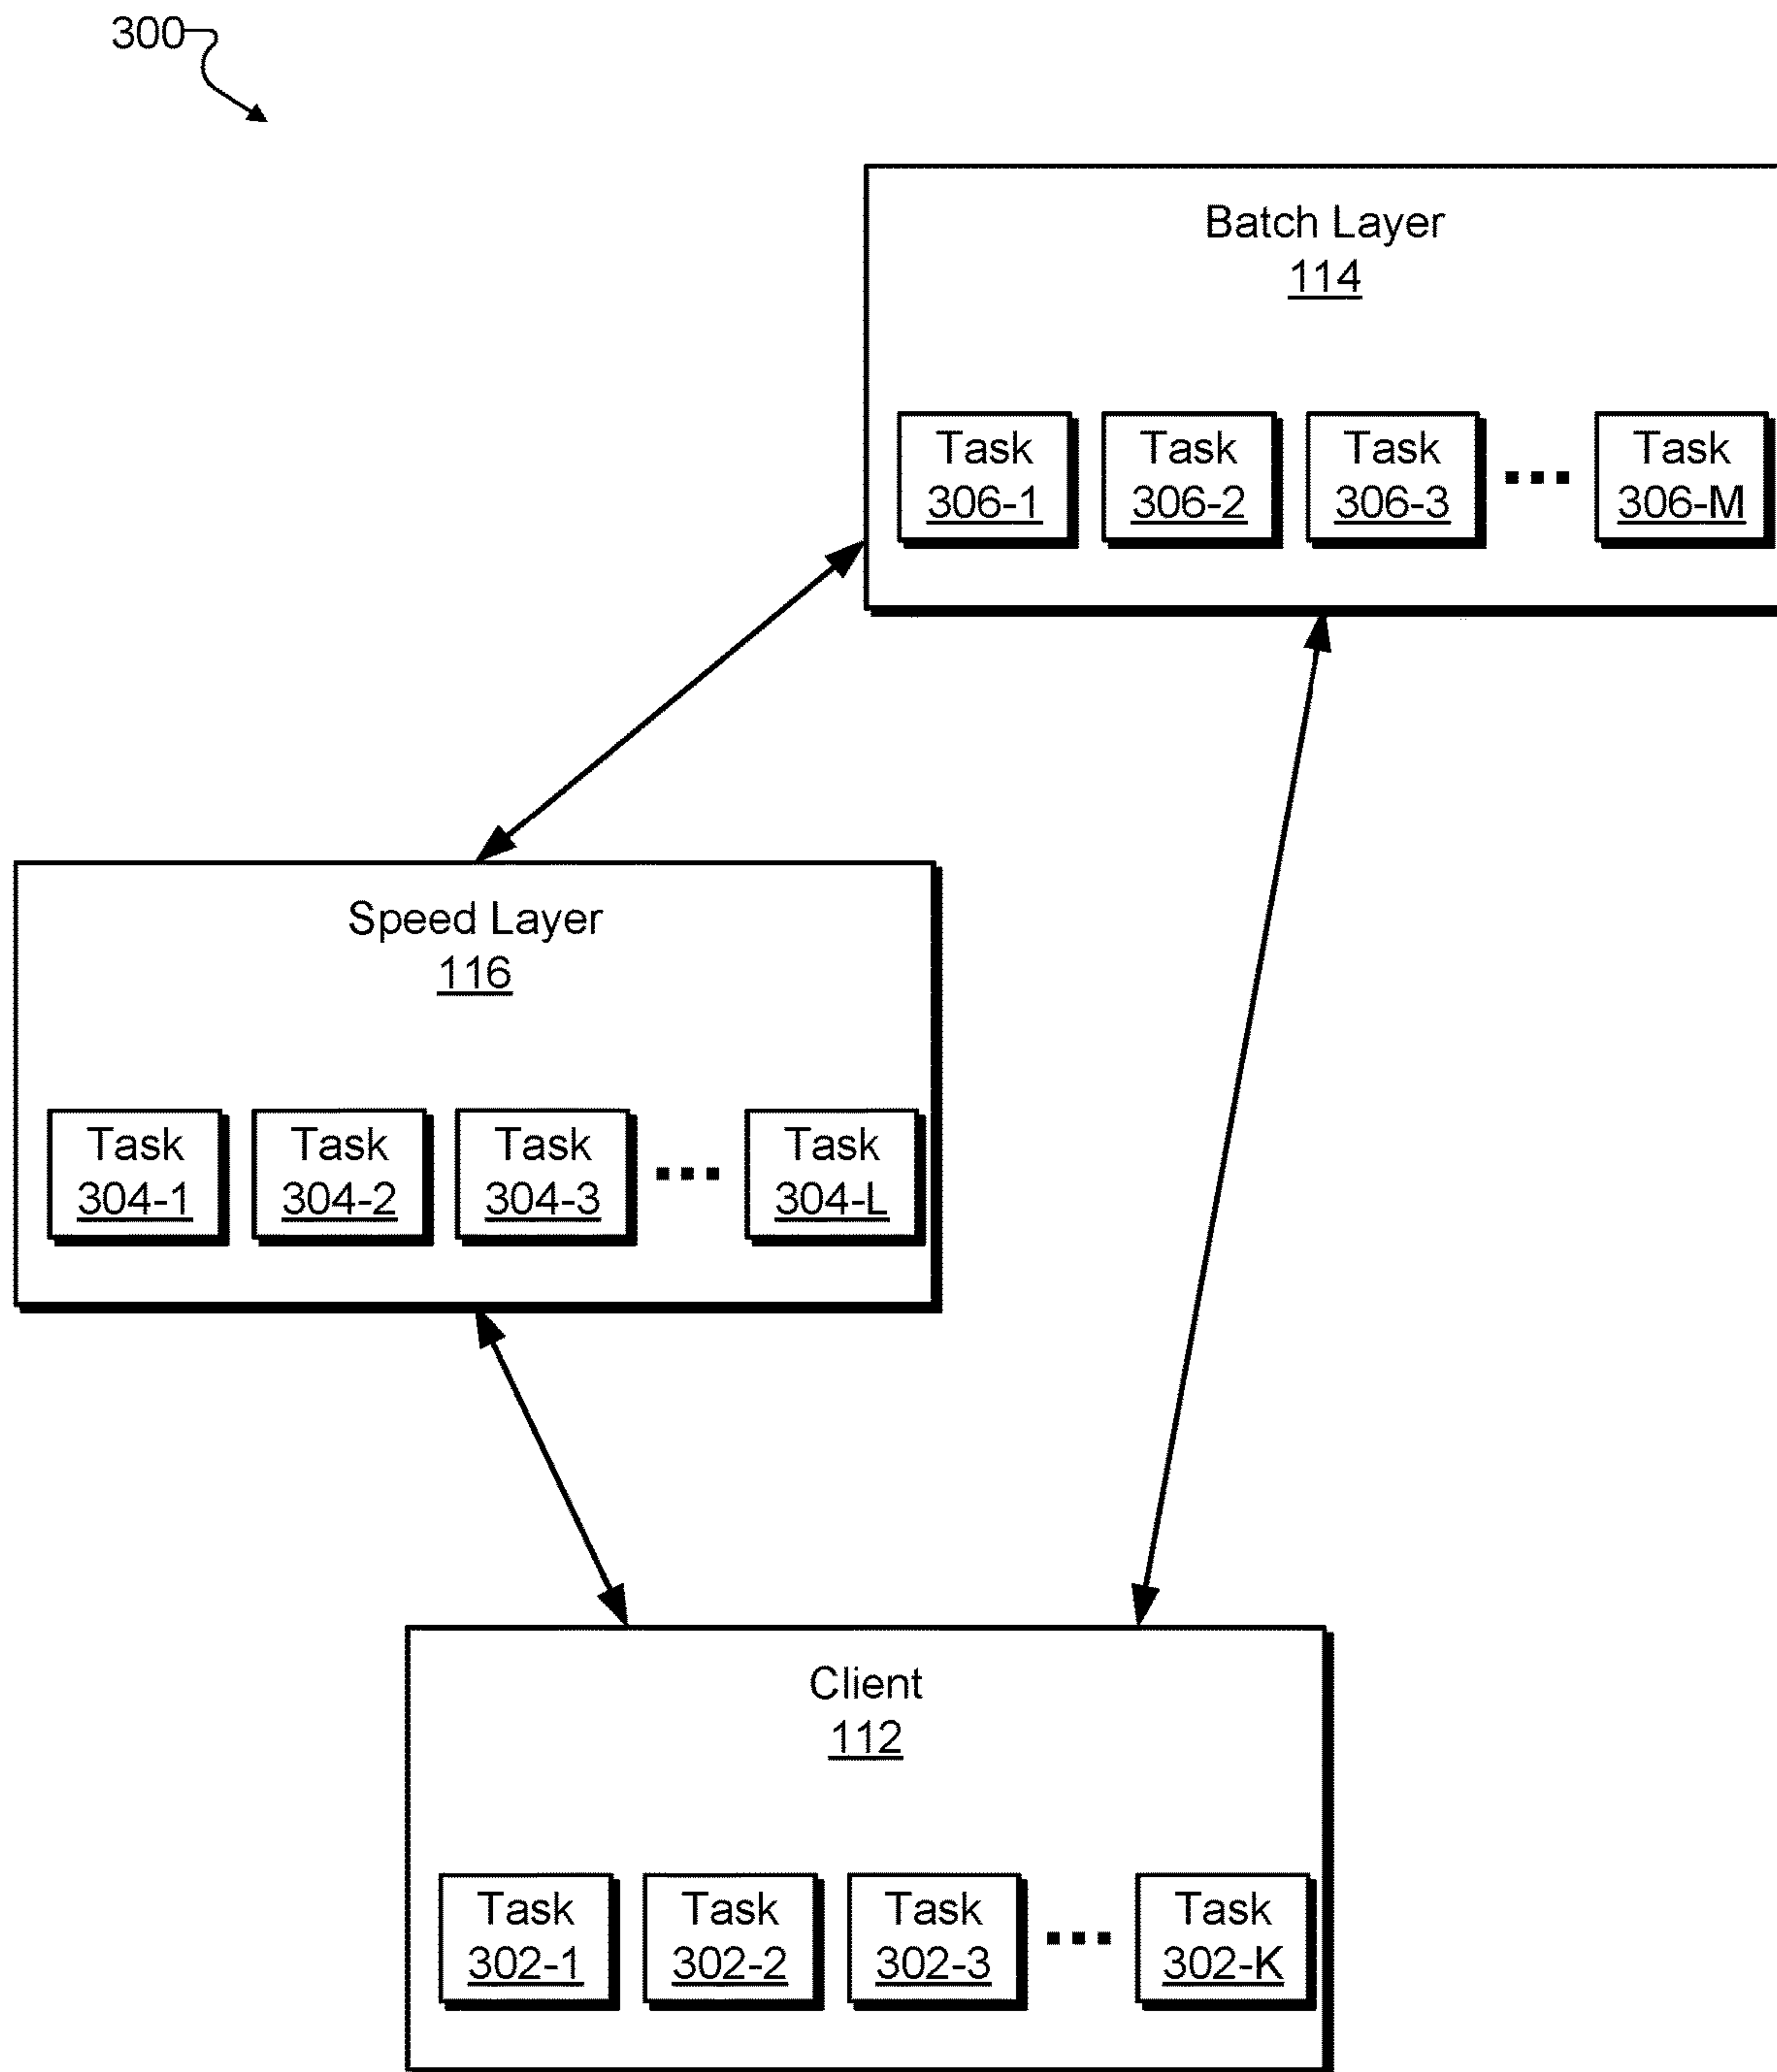 300
Batch Layer
114
Task Task Task Task
306-1 306-2 306-3 ... 306-M
Speed Layer
116
Task Task Task Task
304-1 304-2 304-3 ... 304-L
Client
112
Task Task Task Task
302-1 302-2 302-3 ... 302-K